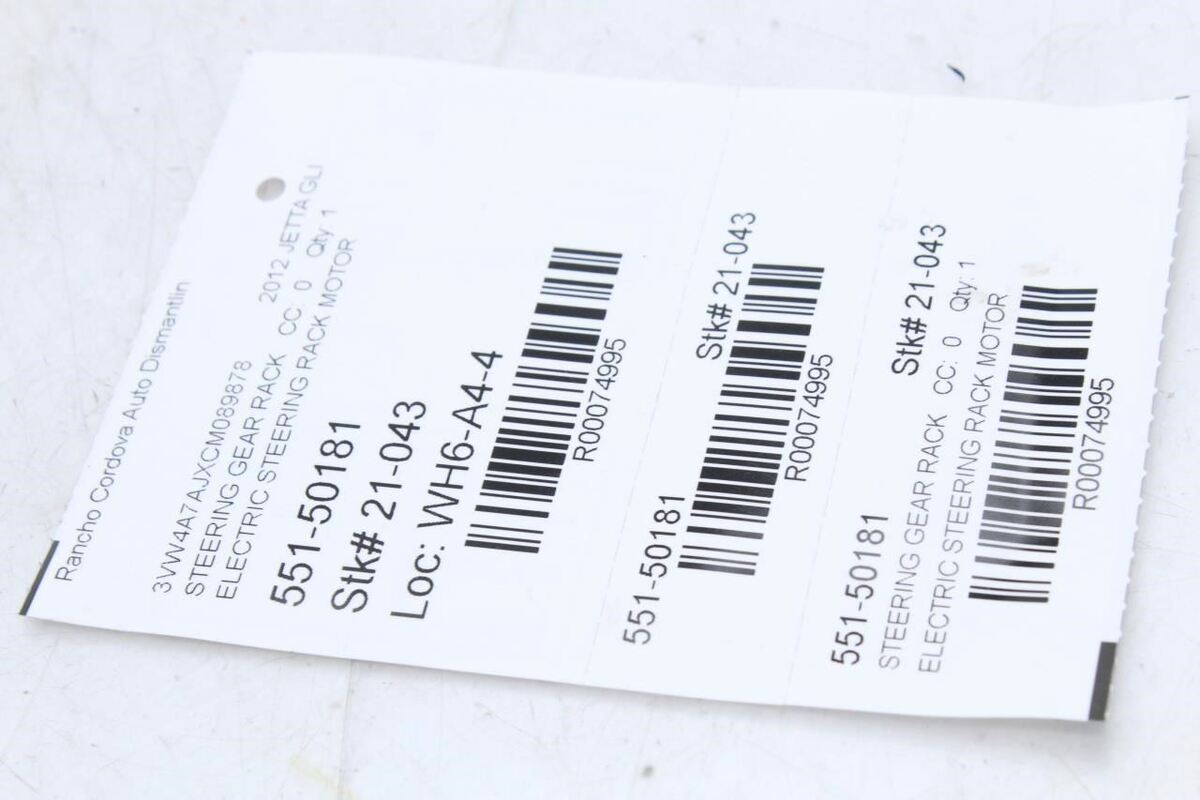 Rancho Cordova Auto Dismantlin
3VW4A7AJXCM089878 2012 JETTA GLI
STEERING GEAR RACK CC: 0 Qty: 1
ELECTRIC STEERING RACK MOTOR
551-50181
Stk# 21-043
Loc: WH6-A4-4
R00074995
551-50181 Stk# 21-043
R00074995
551-50181 Stk# 21-043
STEERING GEAR RACK CC: 0 Qty: 1
ELECTRIC STEERING RACK MOTOR
R00074995